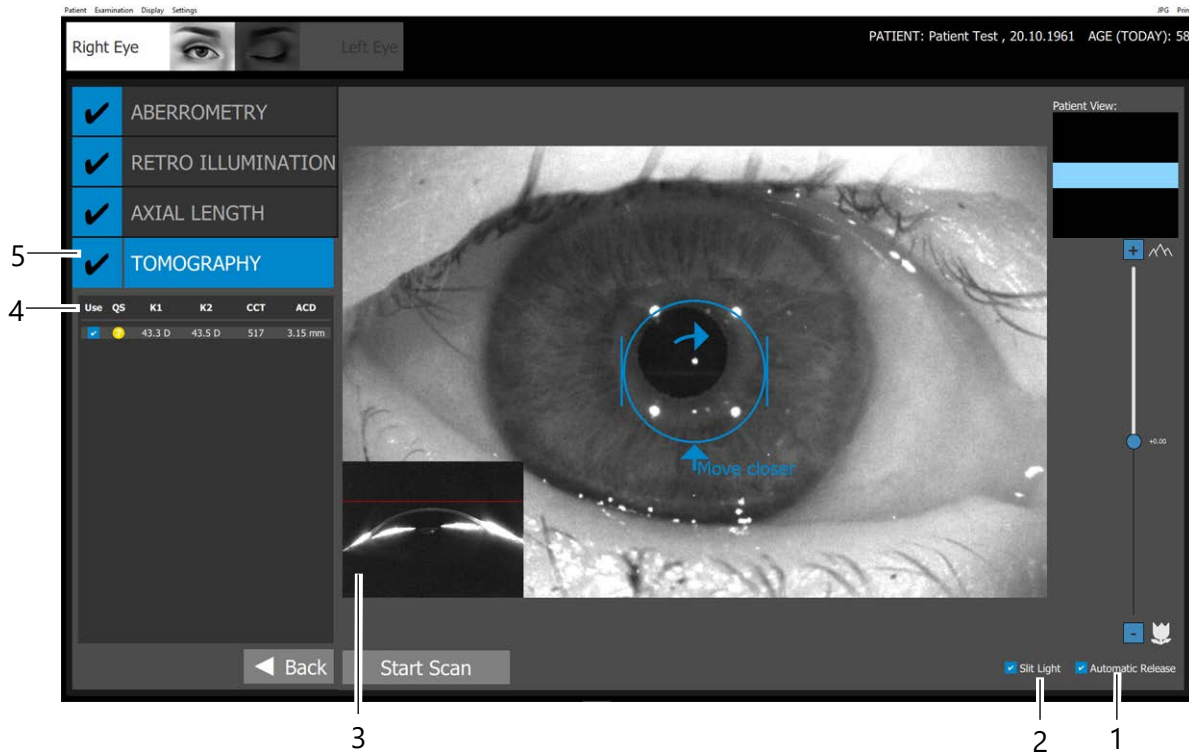 Patient Examination Display Settings JPG Prin
Right Eye Left Eye PATIENT: Patient Test , 20.10.1961 AGE (TODAY): 58
ABERROMETRY
RETRO ILLUMINATION
AXIAL LENGTH
TOMOGRAPHY
Patient View:
5
4
Use QS K1 K2 CCT ACD
? 43.3 D 43.5 D 517 3.15 mm
Move closer
+
+0.00
-
Back
Start Scan
Slit Light Automatic Release
3
2
1